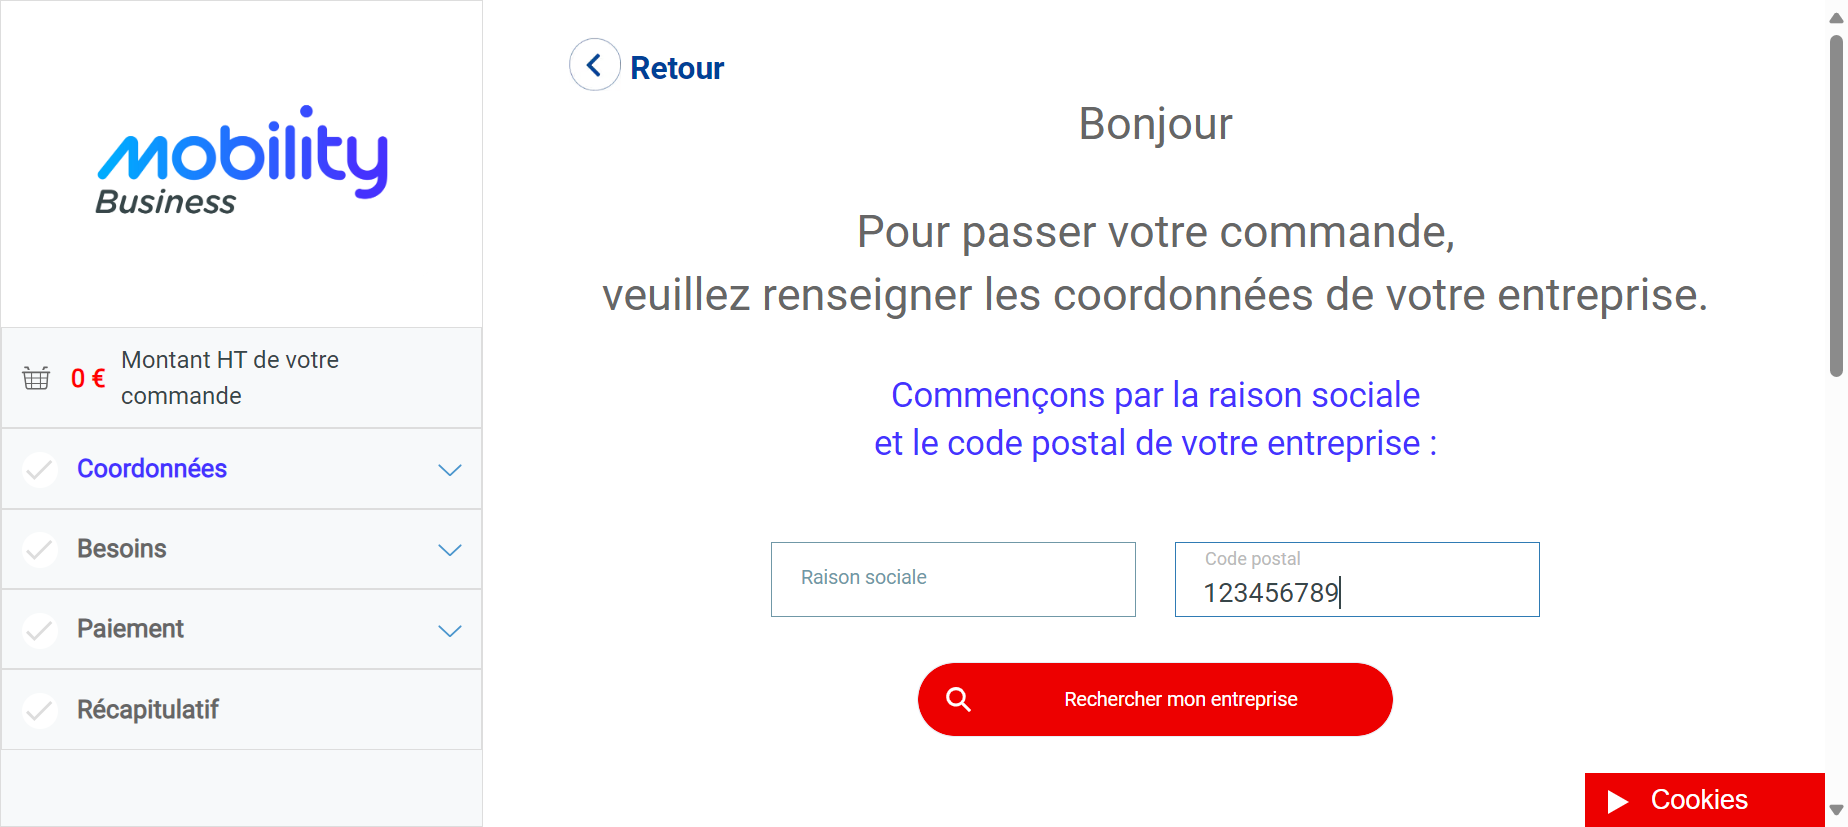 mobility
Business
0 €
Montant HT de votre
commande
Coordonnées
Besoins
Paiement
Récapitulatif
Retour
Bonjour
Pour passer votre commande,
veuillez renseigner les coordonnées de votre entreprise.
Commençons par la raison sociale
et le code postal de votre entreprise :
Raison sociale
Code postal
123456789
Rechercher mon entreprise
Cookies